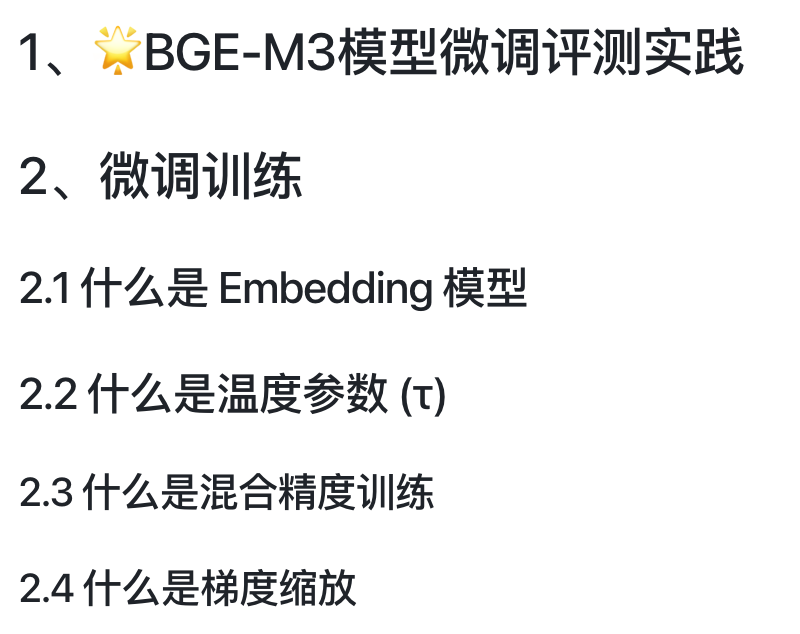 1、🌟BGE-M3模型微调评测实践
2、微调训练
2.1 什么是 Embedding 模型
2.2 什么是温度参数 (τ)
2.3 什么是混合精度训练
2.4 什么是梯度缩放